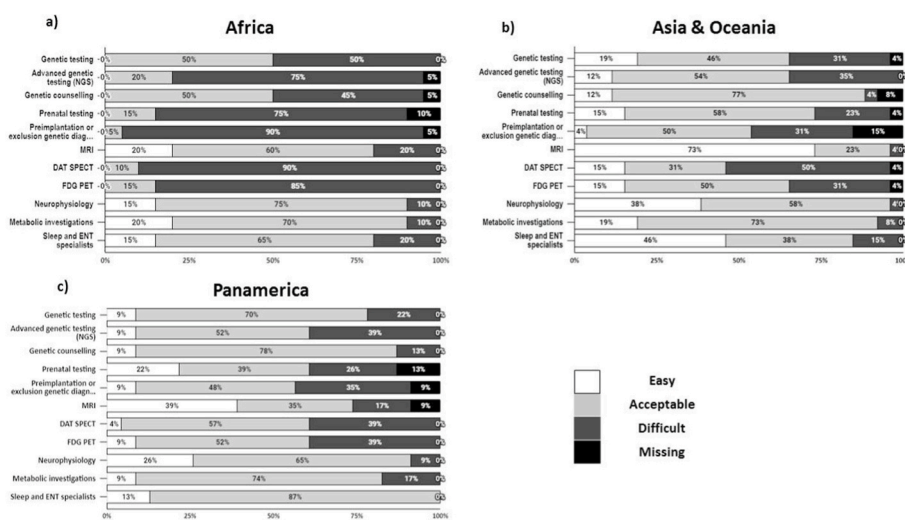 a)
Africa
Genetic testing 0% 50% 50% 0%
Advanced genetic
testing (NGS) 0% 20% 75% 5%
Genetic counselling 0% 50% 45% 5%
Prenatal testing 0% 15% 75% 10%
Preimplantation or
exclusion genetic diag... 0% 5% 90% 5%
MRI 20% 60% 20% 0%
DAT SPECT 0% 10% 90% 0%
FDG PET 0% 15% 85% 0%
Neurophysiology 15% 75% 10% 0%
Metabolic investigations 20% 70% 10% 0%
Sleep and ENT
specialists 15% 65% 20% 0%
0% 25% 50% 75% 100%
b)
Asia & Oceania
Genetic testing 19% 46% 31% 4%
Advanced genetic testing
(NGS) 12% 54% 35% 0%
Genetic counselling 12% 77% 4% 8%
Prenatal testing 15% 58% 23% 4%
Preimplantation or
exclusion genetic diag... 4% 50% 31% 15%
MRI 73% 23% 4% 0%
DAT SPECT 15% 31% 50% 4%
FDG PET 15% 50% 31% 4%
Neurophysiology 38% 58% 4% 0%
Metabolic investigations 19% 73% 8% 0%
Sleep and ENT
specialists 46% 38% 15% 0%
0% 25% 50% 75% 100%
c)
Panamerica
Genetic testing 9% 70% 22% 0%
Advanced genetic testing
(NGS) 9% 52% 39% 0%
Genetic counselling 9% 78% 13% 0%
Prenatal testing 22% 39% 26% 13%
Preimplantation or
exclusion genetic diagn... 9% 48% 35% 9%
MRI 39% 35% 17% 9%
DAT SPECT 4% 57% 39% 0%
FDG PET 9% 52% 39% 0%
Neurophysiology 26% 65% 9% 0%
Metabolic investigations 9% 74% 17% 0%
Sleep and ENT specialists 13% 87% 0%
0% 25% 50% 75% 100%
Easy
Acceptable
Difficult
Missing